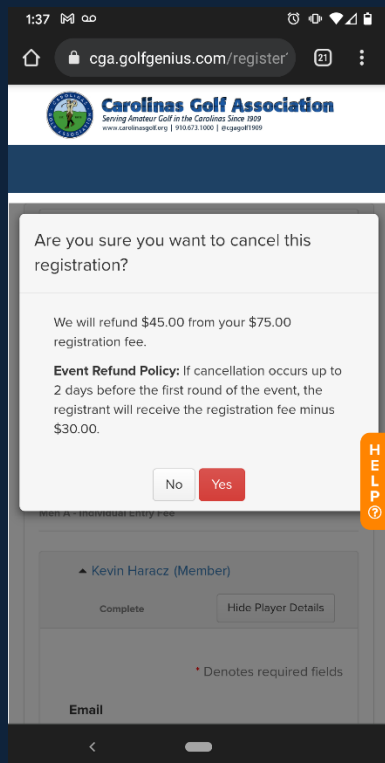 1:37
cga.golfgenius.com/register
21
Carolinas Golf Association
Serving Amateur Golf in the Carolinas Since 1909
www.carolinasgolf.org | 910.673.1000 | @cgagolf1909
Are you sure you want to cancel this
registration?
We will refund $45.00 from your $75.00
registration fee.
Event Refund Policy: If cancellation occurs up to
2 days before the first round of the event, the
registrant will receive the registration fee minus
$30.00.
No Yes
HELP
Men A - Individual Entry Fee
Kevin Haracz (Member)
Complete Hide Player Details
* Denotes required fields
Email